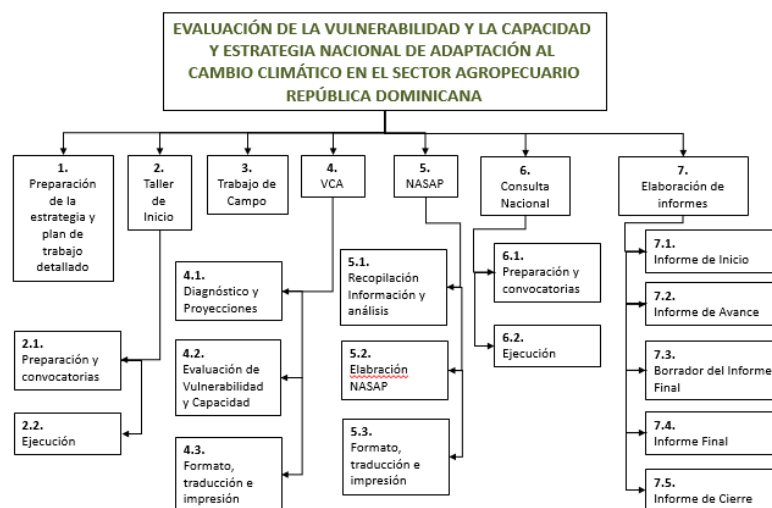 EVALUACIÓN DE LA VULNERABILIDAD Y LA CAPACIDAD
Y ESTRATEGIA NACIONAL DE ADAPTACIÓN AL
CAMBIO CLIMÁTICO EN EL SECTOR AGROPECUARIO
REPÚBLICA DOMINICANA
1.
Preparación
de la
estrategia y
plan de
trabajo
detallado
2.
Taller
de
Inicio
3.
Trabajo de
Campo
4.
VCA
5.
NASAP
6.
Consulta
Nacional
7.
Elaboración de
informes
2.1.
Preparación y
convocatorias
2.2.
Ejecución
4.1.
Diagnóstico y
Proyecciones
4.2.
Evaluación de
Vulnerabilidad
y Capacidad
4.3.
Formato,
traducción e
impresión
5.1.
Recopilación
Información y
análisis
5.2.
Elabración
NASAP
5.3.
Formato,
traducción e
impresión
6.1.
Preparación y
convocatorias
6.2.
Ejecución
7.1.
Informe de Inicio
7.2.
Informe de Avance
7.3.
Borrador del Informe
Final
7.4.
Informe Final
7.5.
Informe de Cierre